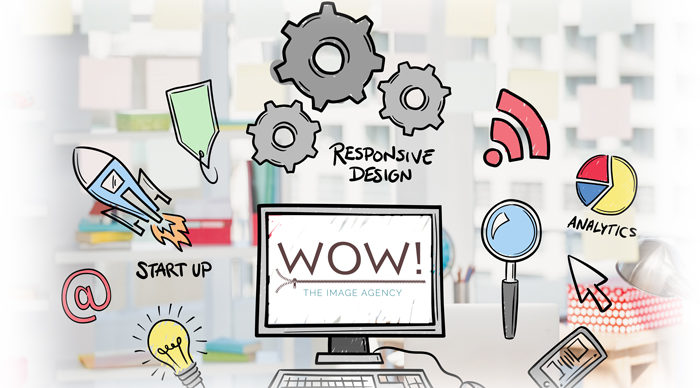 RESPONSIVE
DESIGN
ANALYTICS
START UP
@
WOW!
THE IMAGE AGENCY